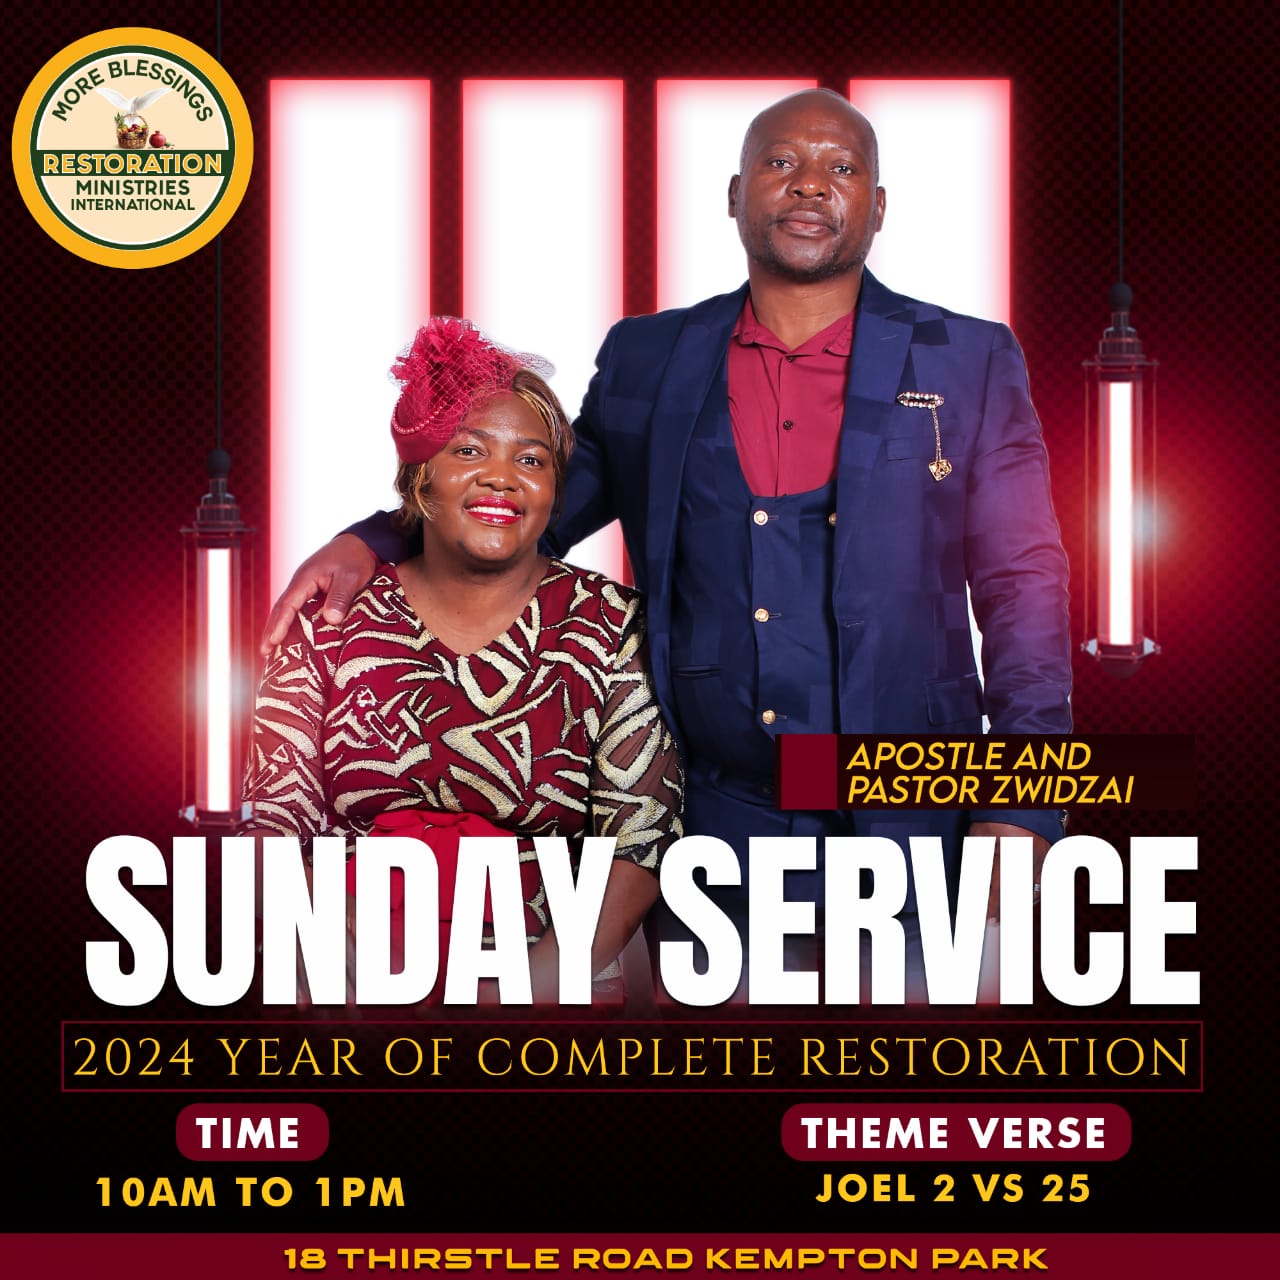 MORE BLESSINGS
RESTORATION
MINISTRIES
INTERNATIONAL
APOSTLE AND
PASTOR ZWIDZAI
SUNDAY SERVICE
2024 YEAR OF COMPLETE RESTORATION
TIME
10AM TO 1PM
THEME VERSE
JOEL 2 VS 25
18 THIRSTLE ROAD KEMPTON PARK